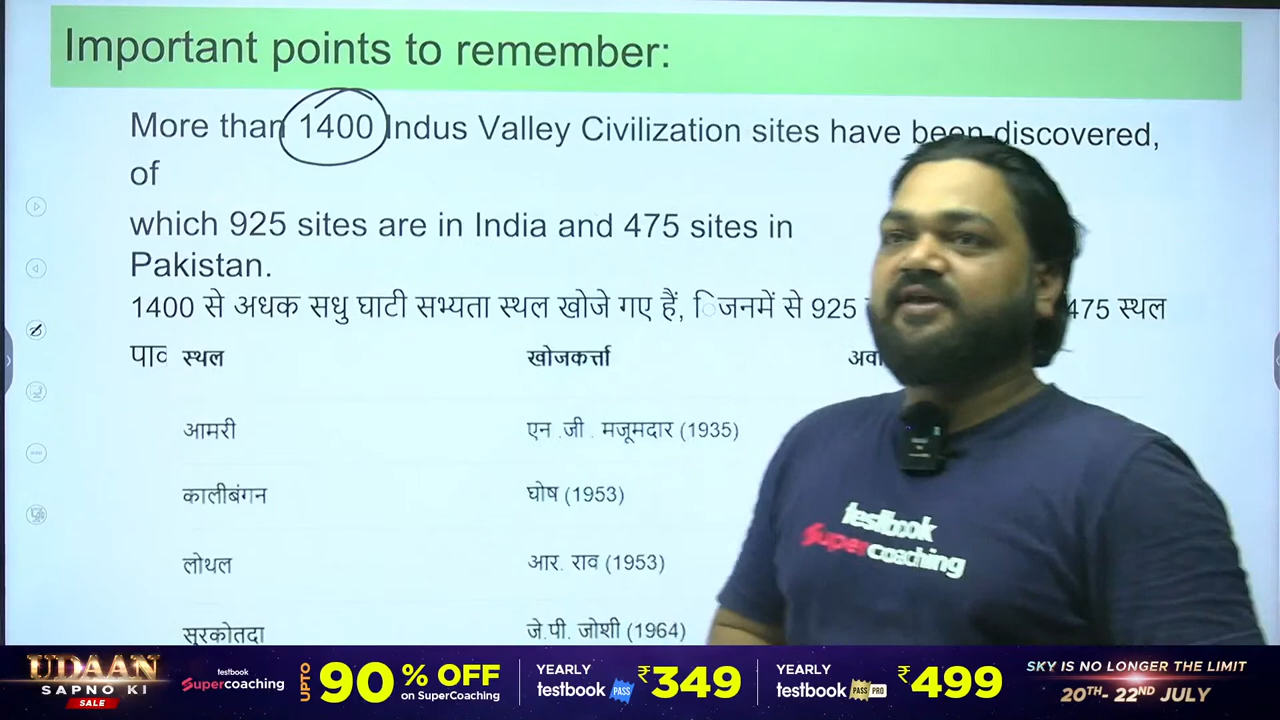 Important points to remember:
More than 1400 Indus Valley Civilization sites have been discovered,
of
which 925 sites are in India and 475 sites in
Pakistan.
1400 से अधक सधु घाटी सभ्यता स्थल खोजे गए हैं, िजनमें से 925 475 स्थल
स्थल खोजकर्त्ता
आमरी एन .जी . मजूमदार (1935)
कालीबंगन घोष (1953)
लोथल आर. राव (1953)
सुरकोतदा जे.पी. जोशी (1964)
testbook
Supercoaching
UDAAN
SAPNO KI
SALE
testbook
Supercoaching
UPTO 90% OFF
on SuperCoaching
YEARLY
testbook PASS ₹349
YEARLY
testbook PASS PRO ₹499
SKY IS NO LONGER THE LIMIT
20TH- 22ND JULY